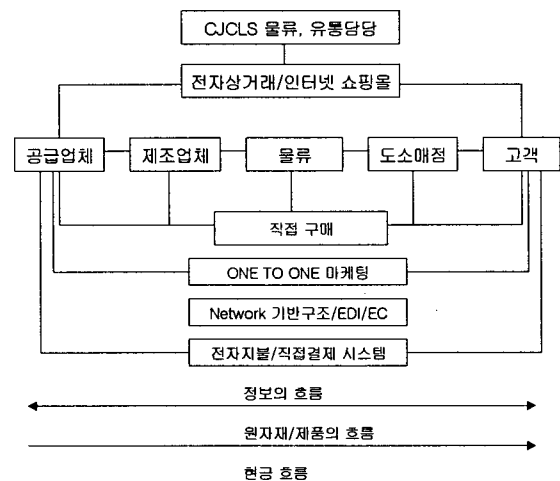 CJCLS 물류, 유통담당
전자상거래/인터넷 쇼핑몰
공급업체 제조업체 물류 도소매점 고객
직접 구매
ONE TO ONE 마케팅
Network 기반구조/EDI/EC
전자지불/직접결제 시스템
정보의 흐름
원자재/제품의 흐름
현금 흐름